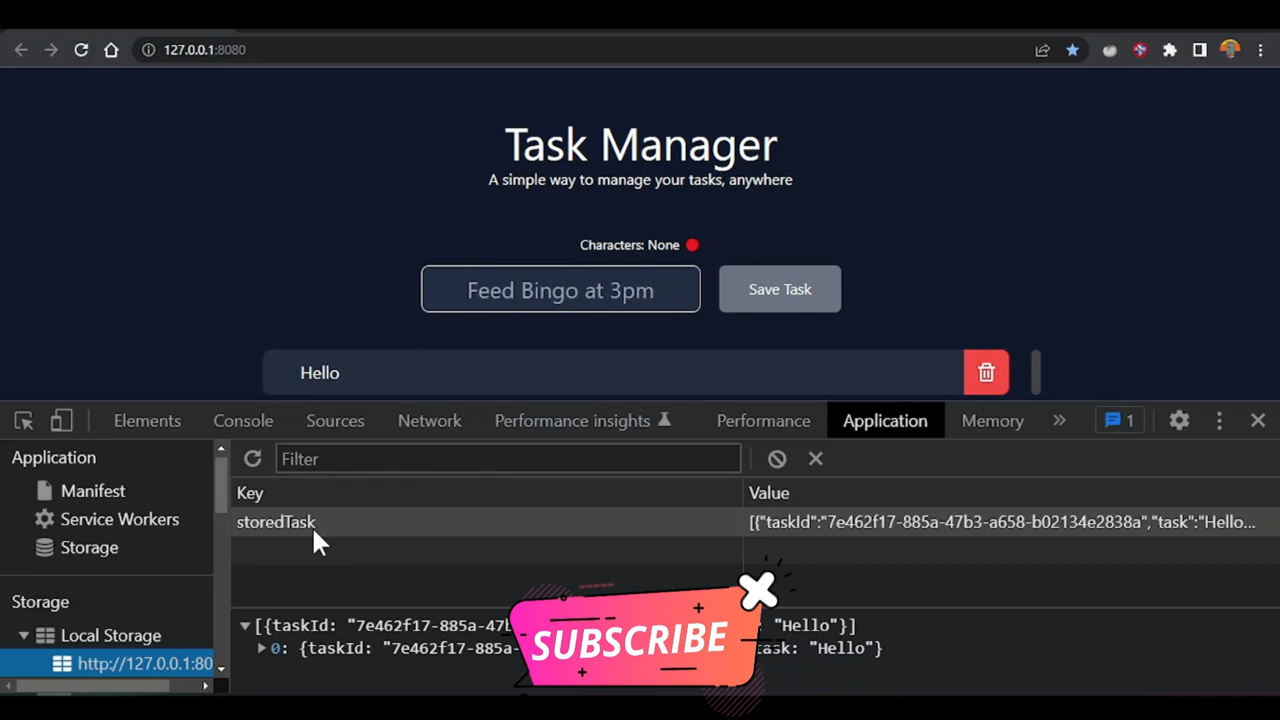 127.0.0.1:8080
Task Manager
A simple way to manage your tasks, anywhere
Characters: None
Feed Bingo at 3pm
Save Task
Hello
Elements Console Sources Network Performance insights Performance Application Memory » 1
Application
Filter
Manifest
Key Value
Service Workers
storedTask [{"taskId":"7e462f17-885a-47b3-a658-b02134e2838a","task":"Hello...
Storage
Storage
Local Storage
[{taskId: "7e462f17-885a-47b "Hello"}]
http://127.0.0.1:80
0: {taskId: "7e462f17-885a- task: "Hello"}
SUBSCRIBE